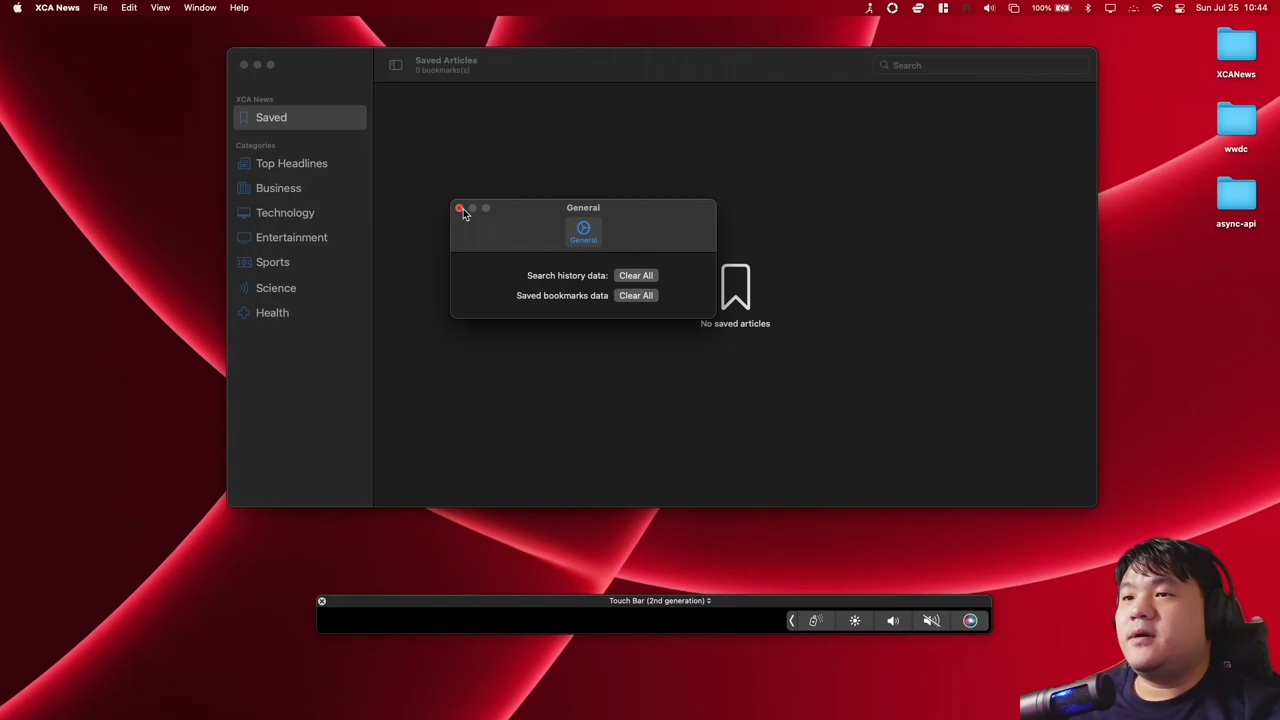 XCA News File Edit View Window Help 100% Sun Jul 25 10:44
Saved Articles
0 bookmarks(s)
Search
XCA News
Saved
Categories
Top Headlines
Business
Technology
Entertainment
Sports
Science
Health
General
General
Search history data: Clear All
Saved bookmarks data Clear All
No saved articles
XCANews
wwdc
async-api
Touch Bar (2nd generation)